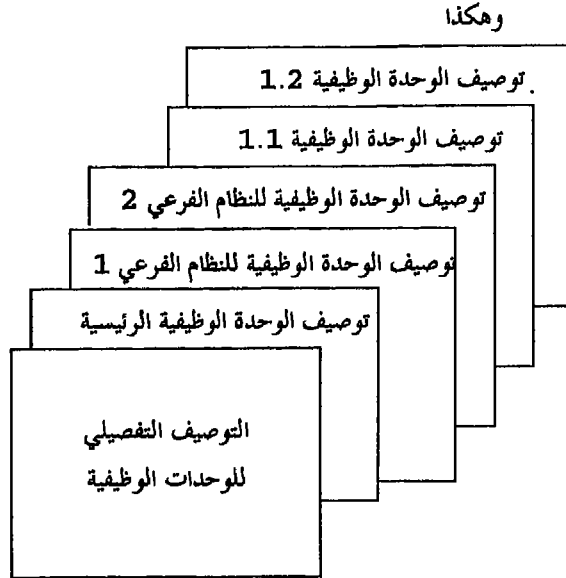 وهكذا
توصيف الوحدة الوظيفية 1.2
توصيف الوحدة الوظيفية 1.1
توصيف الوحدة الوظيفية للنظام الفرعي 2
توصيف الوحدة الوظيفية للنظام الفرعي 1
توصيف الوحدة الوظيفية الرئيسية
التوصيف التفصيلي
للوحدات الوظيفية